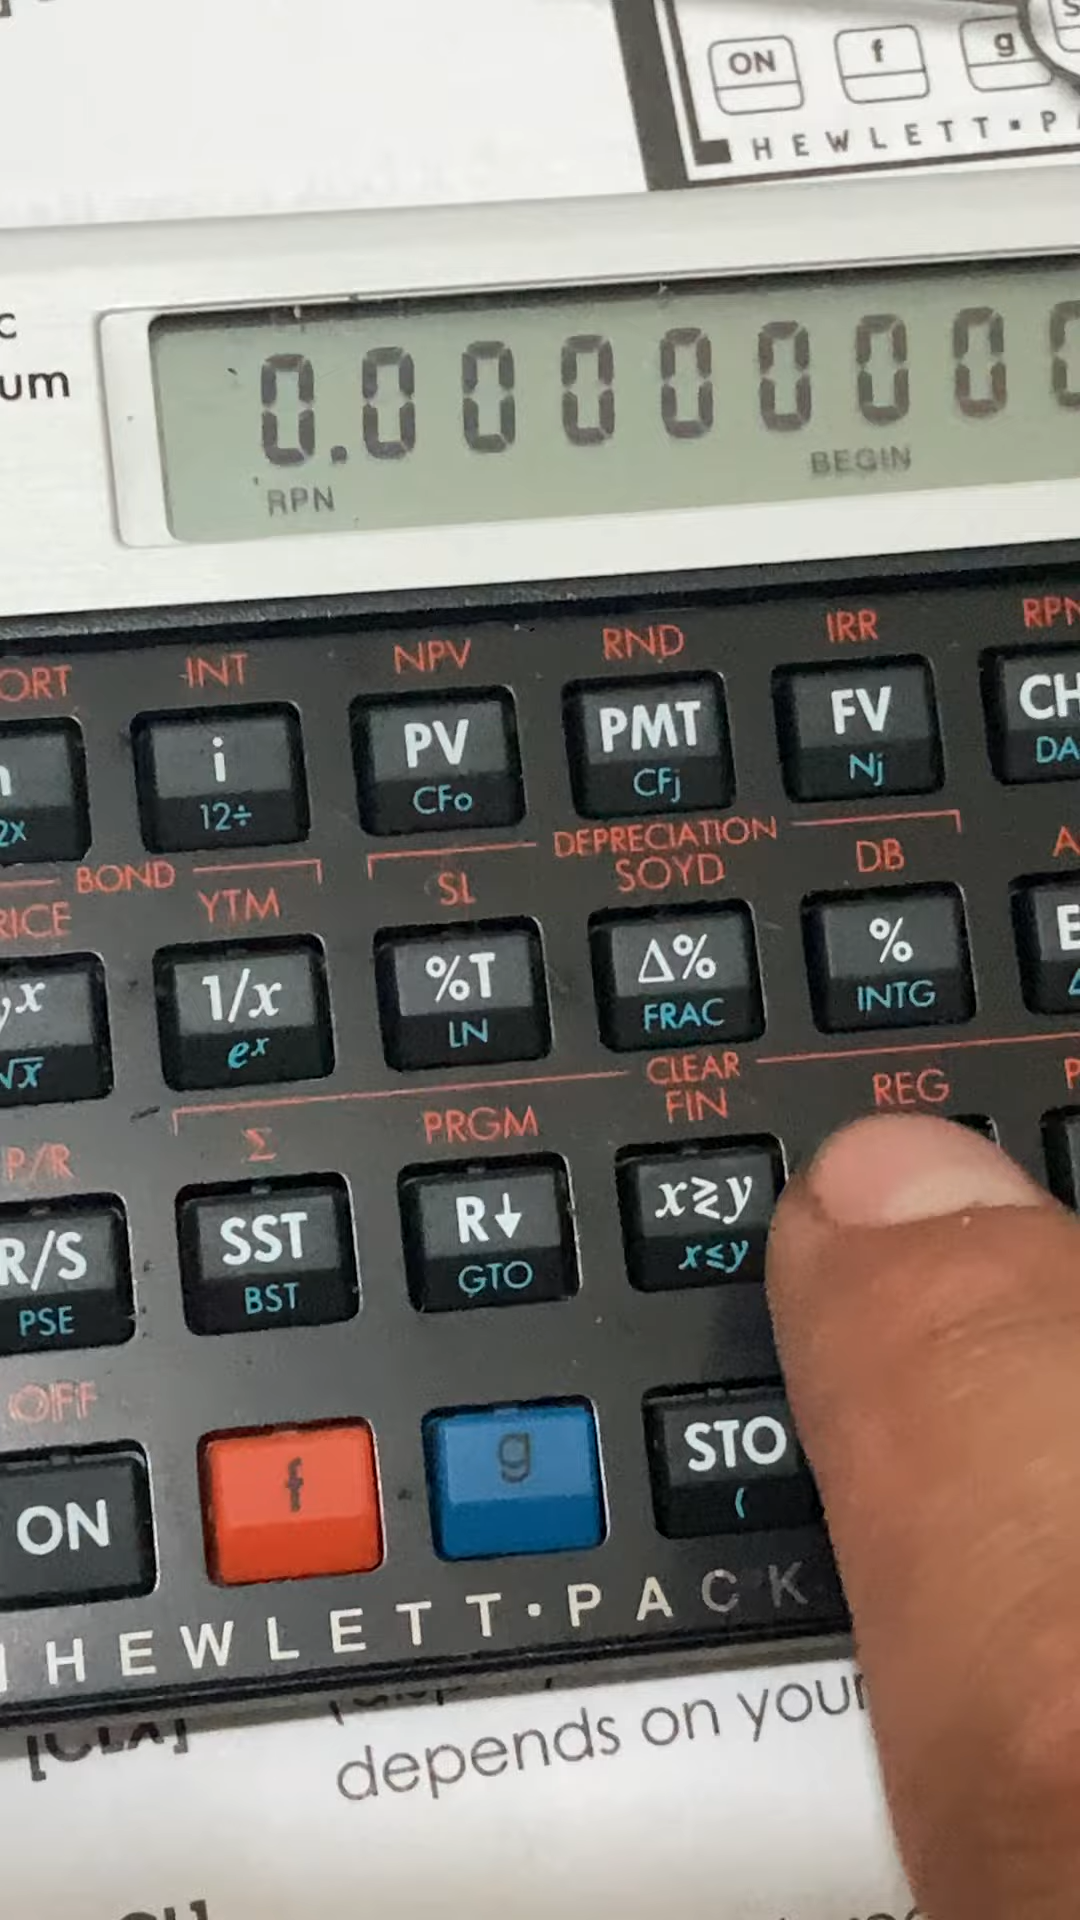 ON f g
HEWLETT·P
c
um
0.0000000
RPN BEGIN
ORT INT NPV RND IRR RPN
i PV PMT FV CH
2x 12÷ CFo CFj Nj DA
BOND DEPRECIATION
RICE YTM SL SOYD DB
yx 1/x %T Δ% % E
√x ex LN FRAC INTG Δ
CLEAR
P/R Σ PRGM FIN REG P
R/S SST R↓ x≷y
PSE BST GTO x≤y
OFF
ON f g STO
(
HEWLETT·PACK
depends on your